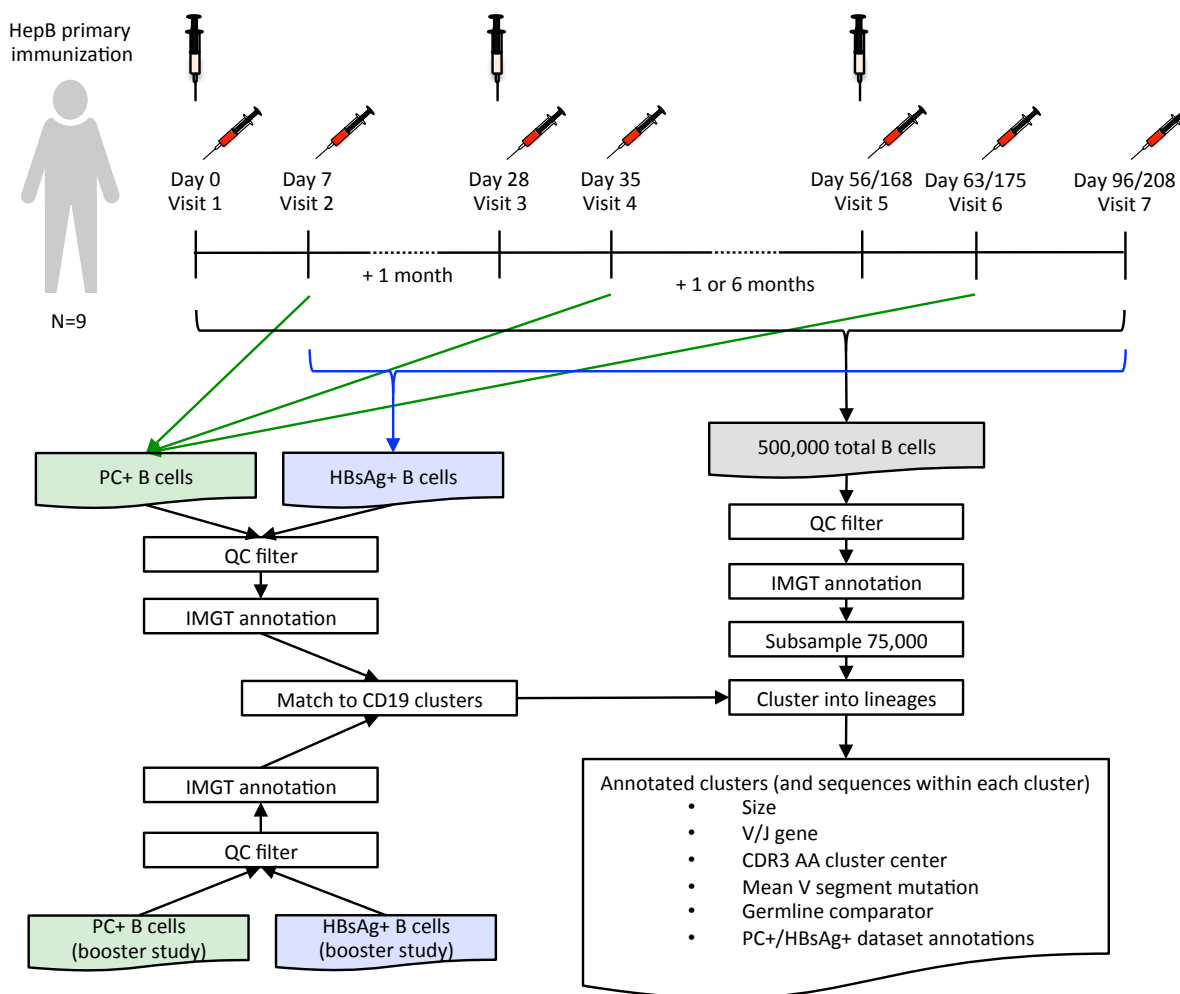 HepB primary
immunization
N=9
Day 0
Visit 1
Day 7
Visit 2
Day 28
Visit 3
Day 35
Visit 4
Day 56/168
Visit 5
Day 63/175
Visit 6
Day 96/208
Visit 7
+ 1 month
+ 1 or 6 months
PC+ B cells
HBsAg+ B cells
500,000 total B cells
QC filter
IMGT annotation
QC filter
IMGT annotation
Subsample 75,000
Match to CD19 clusters
Cluster into lineages
IMGT annotation
QC filter
PC+ B cells
(booster study)
HBsAg+ B cells
(booster study)
Annotated clusters (and sequences within each cluster)
• Size
• V/J gene
• CDR3 AA cluster center
• Mean V segment mutation
• Germline comparator
• PC+/HBsAg+ dataset annotations